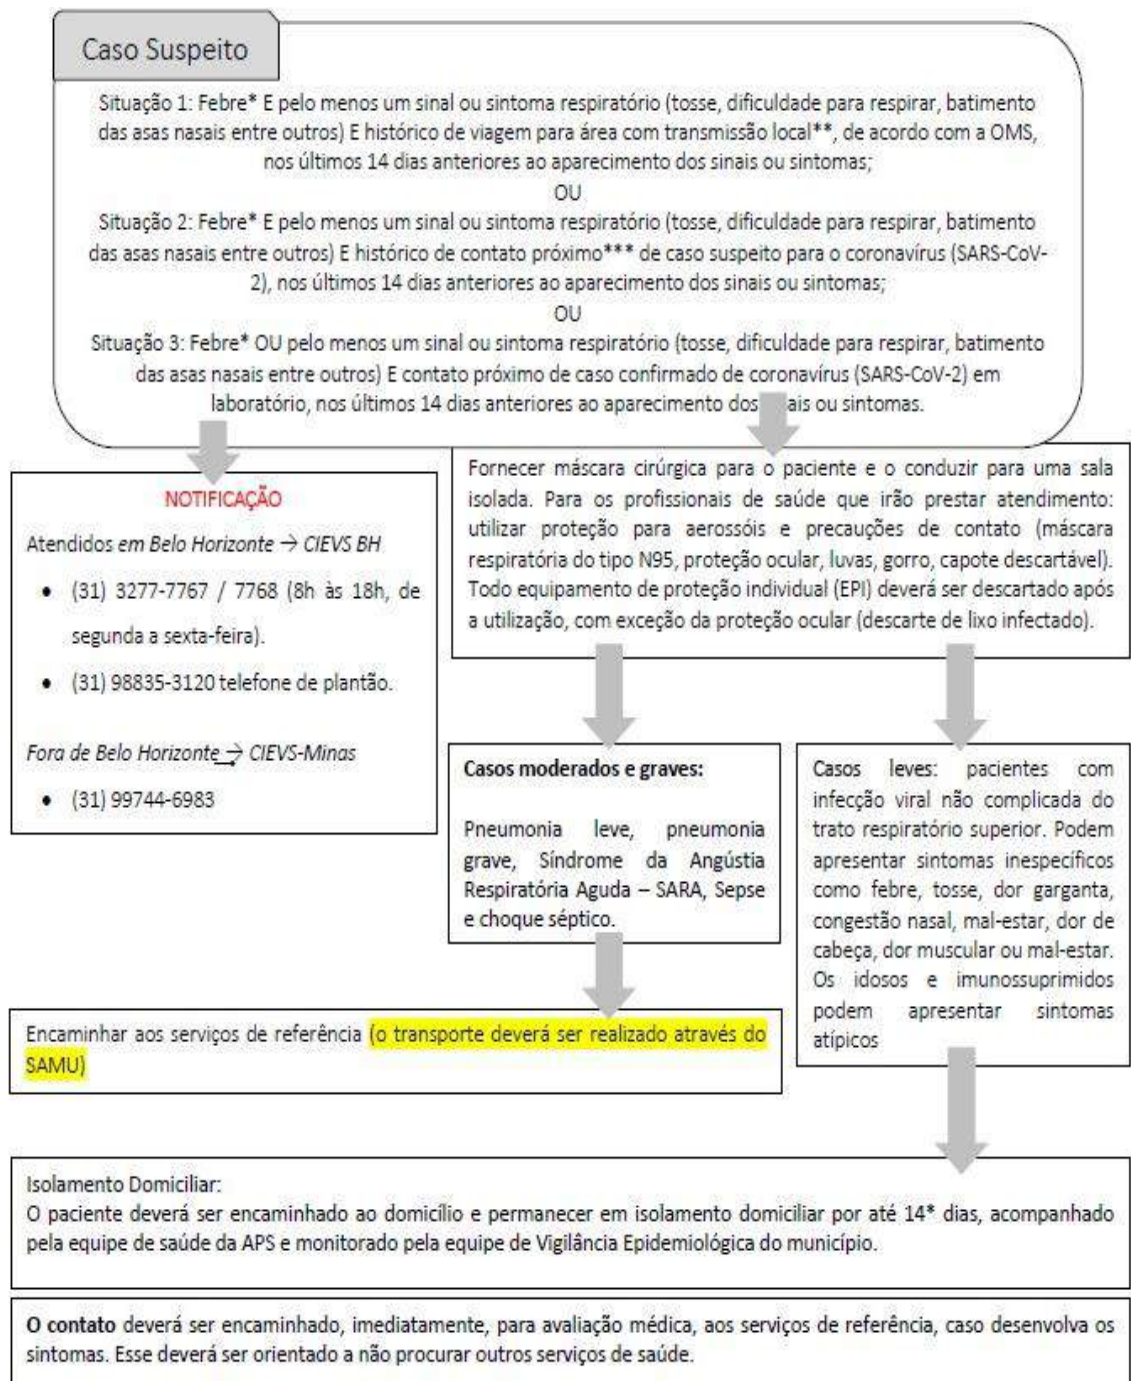 Caso Suspeito
Situação 1: Febre* E pelo menos um sinal ou sintoma respiratório (tosse, dificuldade para respirar, batimento
das asas nasais entre outros) E histórico de viagem para área com transmissão local**, de acordo com a OMS,
nos últimos 14 dias anteriores ao aparecimento dos sinais ou sintomas;
OU
Situação 2: Febre* E pelo menos um sinal ou sintoma respiratório (tosse, dificuldade para respirar, batimento
das asas nasais entre outros) E histórico de contato próximo*** de caso suspeito para o coronavírus (SARS-CoV-
2), nos últimos 14 dias anteriores ao aparecimento dos sinais ou sintomas;
OU
Situação 3: Febre* OU pelo menos um sinal ou sintoma respiratório (tosse, dificuldade para respirar, batimento
das asas nasais entre outros) E contato próximo de caso confirmado de coronavírus (SARS-CoV-2) em
laboratório, nos últimos 14 dias anteriores ao aparecimento dos sinais ou sintomas.
NOTIFICAÇÃO
Atendidos em Belo Horizonte → CIEVS BH
• (31) 3277-7767 / 7768 (8h às 18h, de
segunda a sexta-feira).
• (31) 98835-3120 telefone de plantão.
Fora de Belo Horizonte → CIEVS-Minas
• (31) 99744-6983
Fornecer máscara cirúrgica para o paciente e o conduzir para uma sala
isolada. Para os profissionais de saúde que irão prestar atendimento:
utilizar proteção para aerossóis e precauções de contato (máscara
respiratória do tipo N95, proteção ocular, luvas, gorro, capote descartável).
Todo equipamento de proteção individual (EPI) deverá ser descartado após
a utilização, com exceção da proteção ocular (descarte de lixo infectado).
Casos moderados e graves:
Pneumonia leve, pneumonia
grave, Síndrome da Angústia
Respiratória Aguda – SARA, Sepse
e choque séptico.
Casos leves: pacientes com
infecção viral não complicada do
trato respiratório superior. Podem
apresentar sintomas inespecíficos
como febre, tosse, dor garganta,
congestão nasal, mal-estar, dor de
cabeça, dor muscular ou mal-estar.
Os idosos e imunossuprimidos
podem apresentar sintomas
atípicos
Encaminhar aos serviços de referência (o transporte deverá ser realizado através do
SAMU)
Isolamento Domiciliar:
O paciente deverá ser encaminhado ao domicílio e permanecer em isolamento domiciliar por até 14* dias, acompanhado
pela equipe de saúde da APS e monitorado pela equipe de Vigilância Epidemiológica do município.
O contato deverá ser encaminhado, imediatamente, para avaliação médica, aos serviços de referência, caso desenvolva os
sintomas. Esse deverá ser orientado a não procurar outros serviços de saúde.